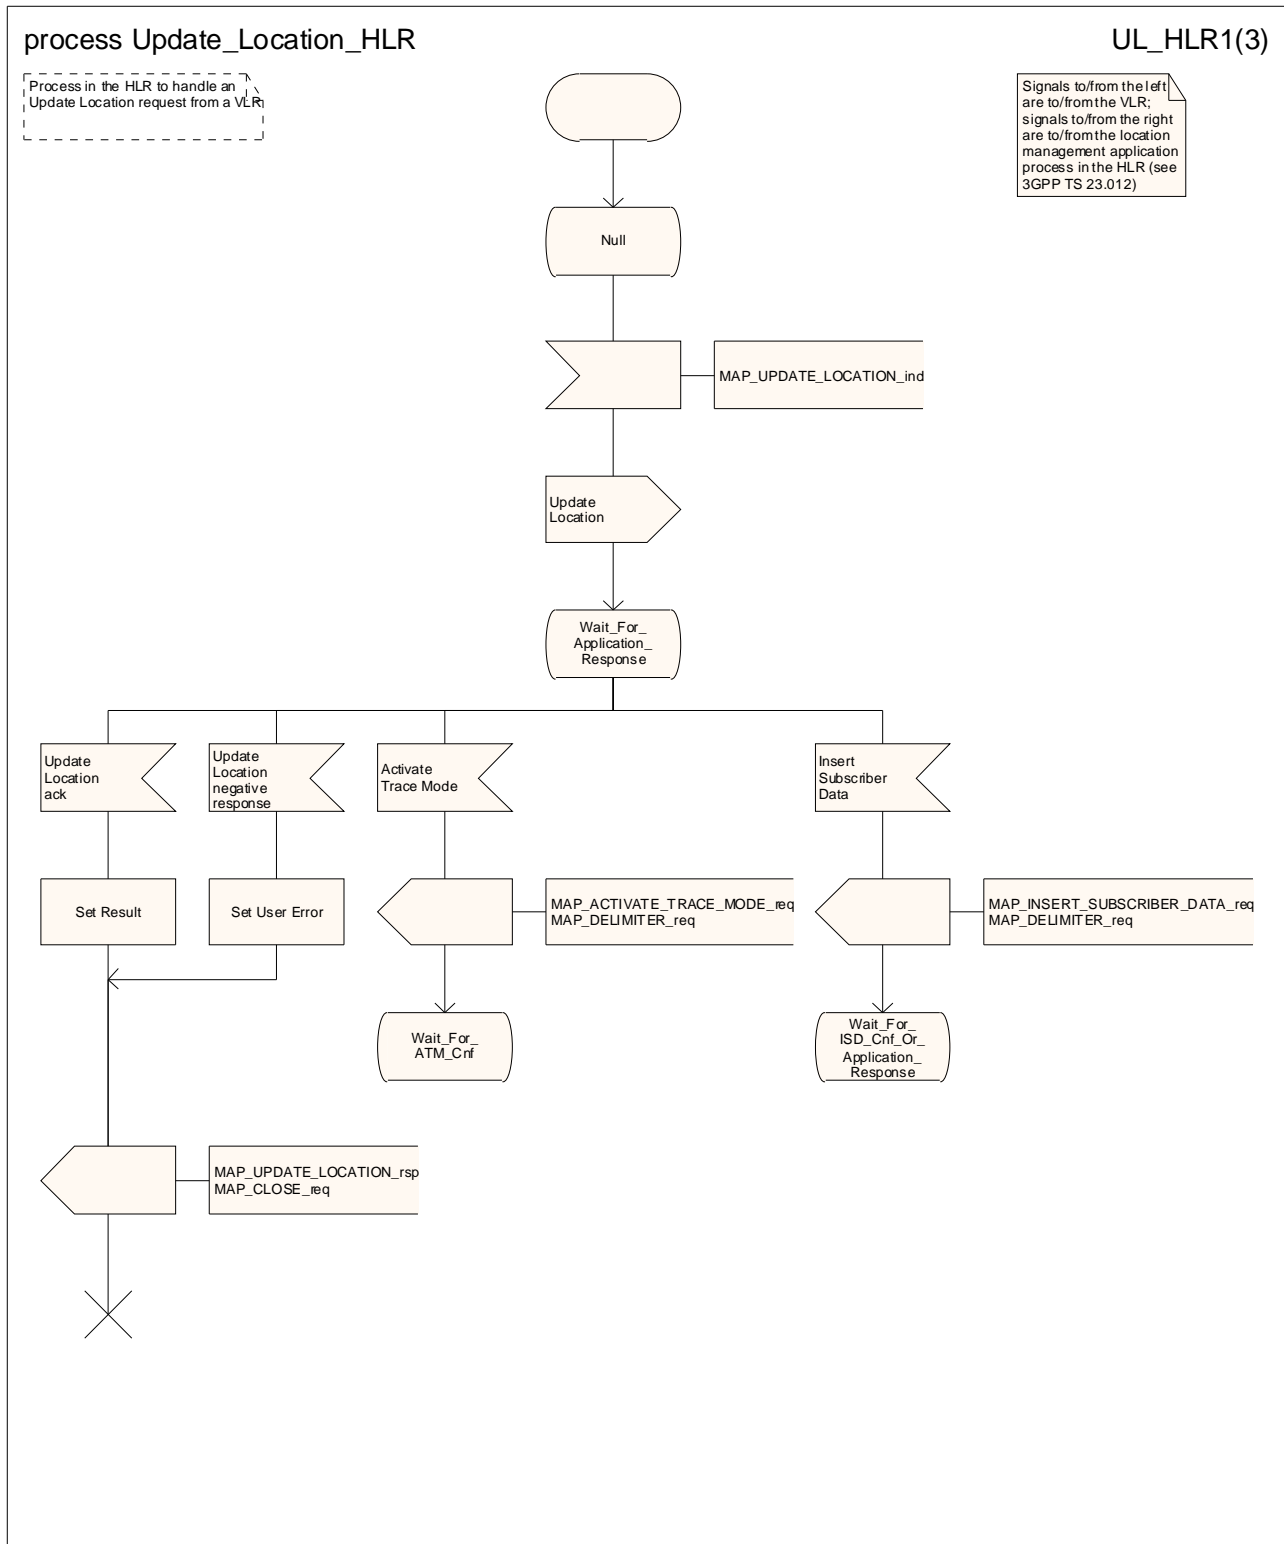 process Update_Location_HLR
UL_HLR1(3)
Process in the HLR to handle an
Update Location request from a VLR
Signals to/from the left
are to/from the VLR;
signals to/from the right
are to/from the location
management application
process in the HLR (see
3GPP TS 23.012)
Null
MAP_UPDATE_LOCATION_ind
Update
Location
Wait_For_
Application_
Response
Update
Location
ack
Update
Location
negative
response
Activate
Trace Mode
Insert
Subscriber
Data
Set Result
Set User Error
MAP_ACTIVATE_TRACE_MODE_req
MAP_DELIMITER_req
MAP_INSERT_SUBSCRIBER_DATA_req
MAP_DELIMITER_req
Wait_For_
ATM_Cnf
Wait_For_
ISD_Cnf_Or_
Application_
Response
MAP_UPDATE_LOCATION_rsp
MAP_CLOSE_req